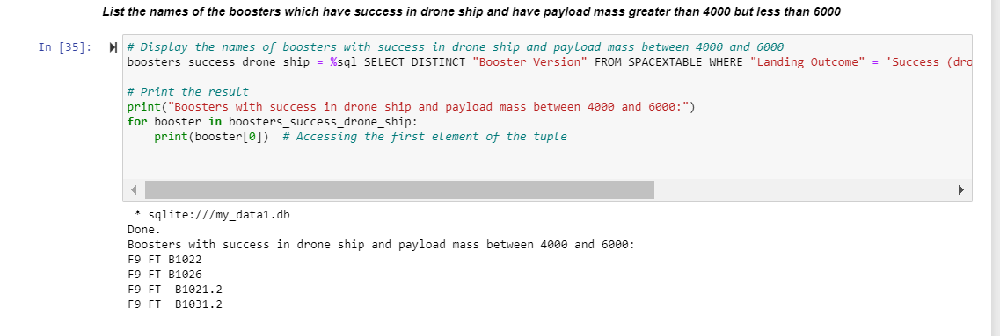 List the names of the boosters which have success in drone ship and have payload mass greater than 4000 but less than 6000
In [35]: # Display the names of boosters with success in drone ship and payload mass between 4000 and 6000
boosters_success_drone_ship = %sql SELECT DISTINCT "Booster_Version" FROM SPACEXTABLE WHERE "Landing_Outcome" = 'Success (dro
# Print the result
print("Boosters with success in drone ship and payload mass between 4000 and 6000:")
for booster in boosters_success_drone_ship:
    print(booster[0])  # Accessing the first element of the tuple
 * sqlite:///my_data1.db
Done.
Boosters with success in drone ship and payload mass between 4000 and 6000:
F9 FT B1022
F9 FT B1026
F9 FT  B1021.2
F9 FT  B1031.2